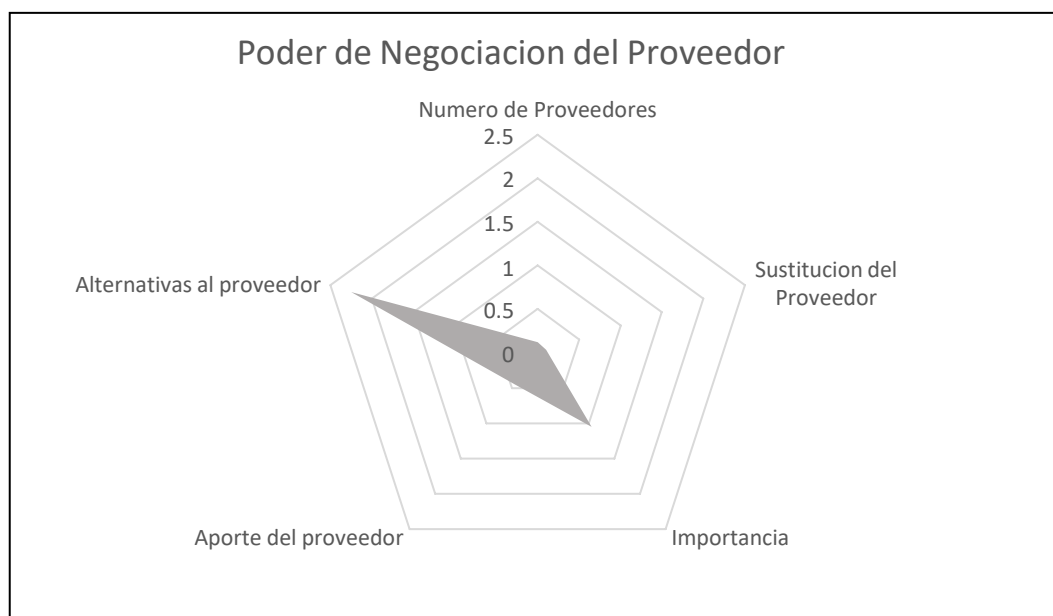 Poder de Negociacion del Proveedor
Numero de Proveedores
2.5
2
1.5
1
0.5
0
Sustitucion del
Proveedor
Importancia
Aporte del proveedor
Alternativas al proveedor